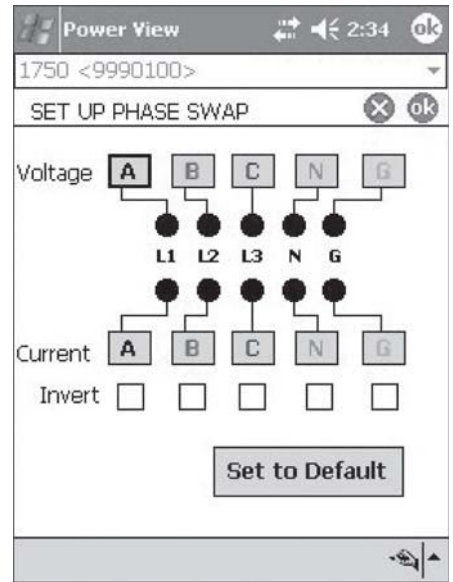 Power View 2:34 ok
1750 <9990100>
SET UP PHASE SWAP ok
Voltage A B C N G
L1 L2 L3 N G
Current A B C N G
Invert
Set to Default